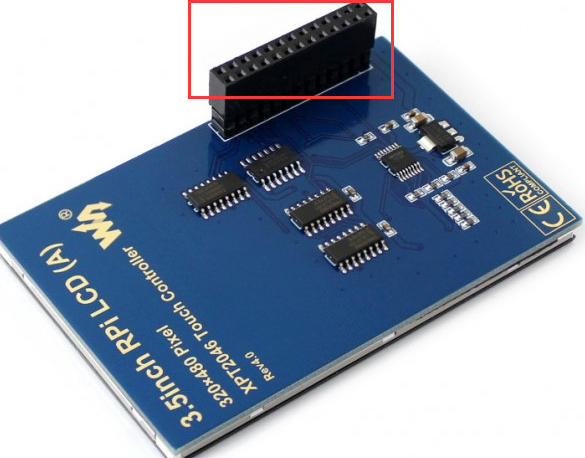 3.5inch RPi LCD (A)
320x480 Pixel
XPT2046 Touch Controller
Rev4.0
®
CE RoHS
COMPLIANT